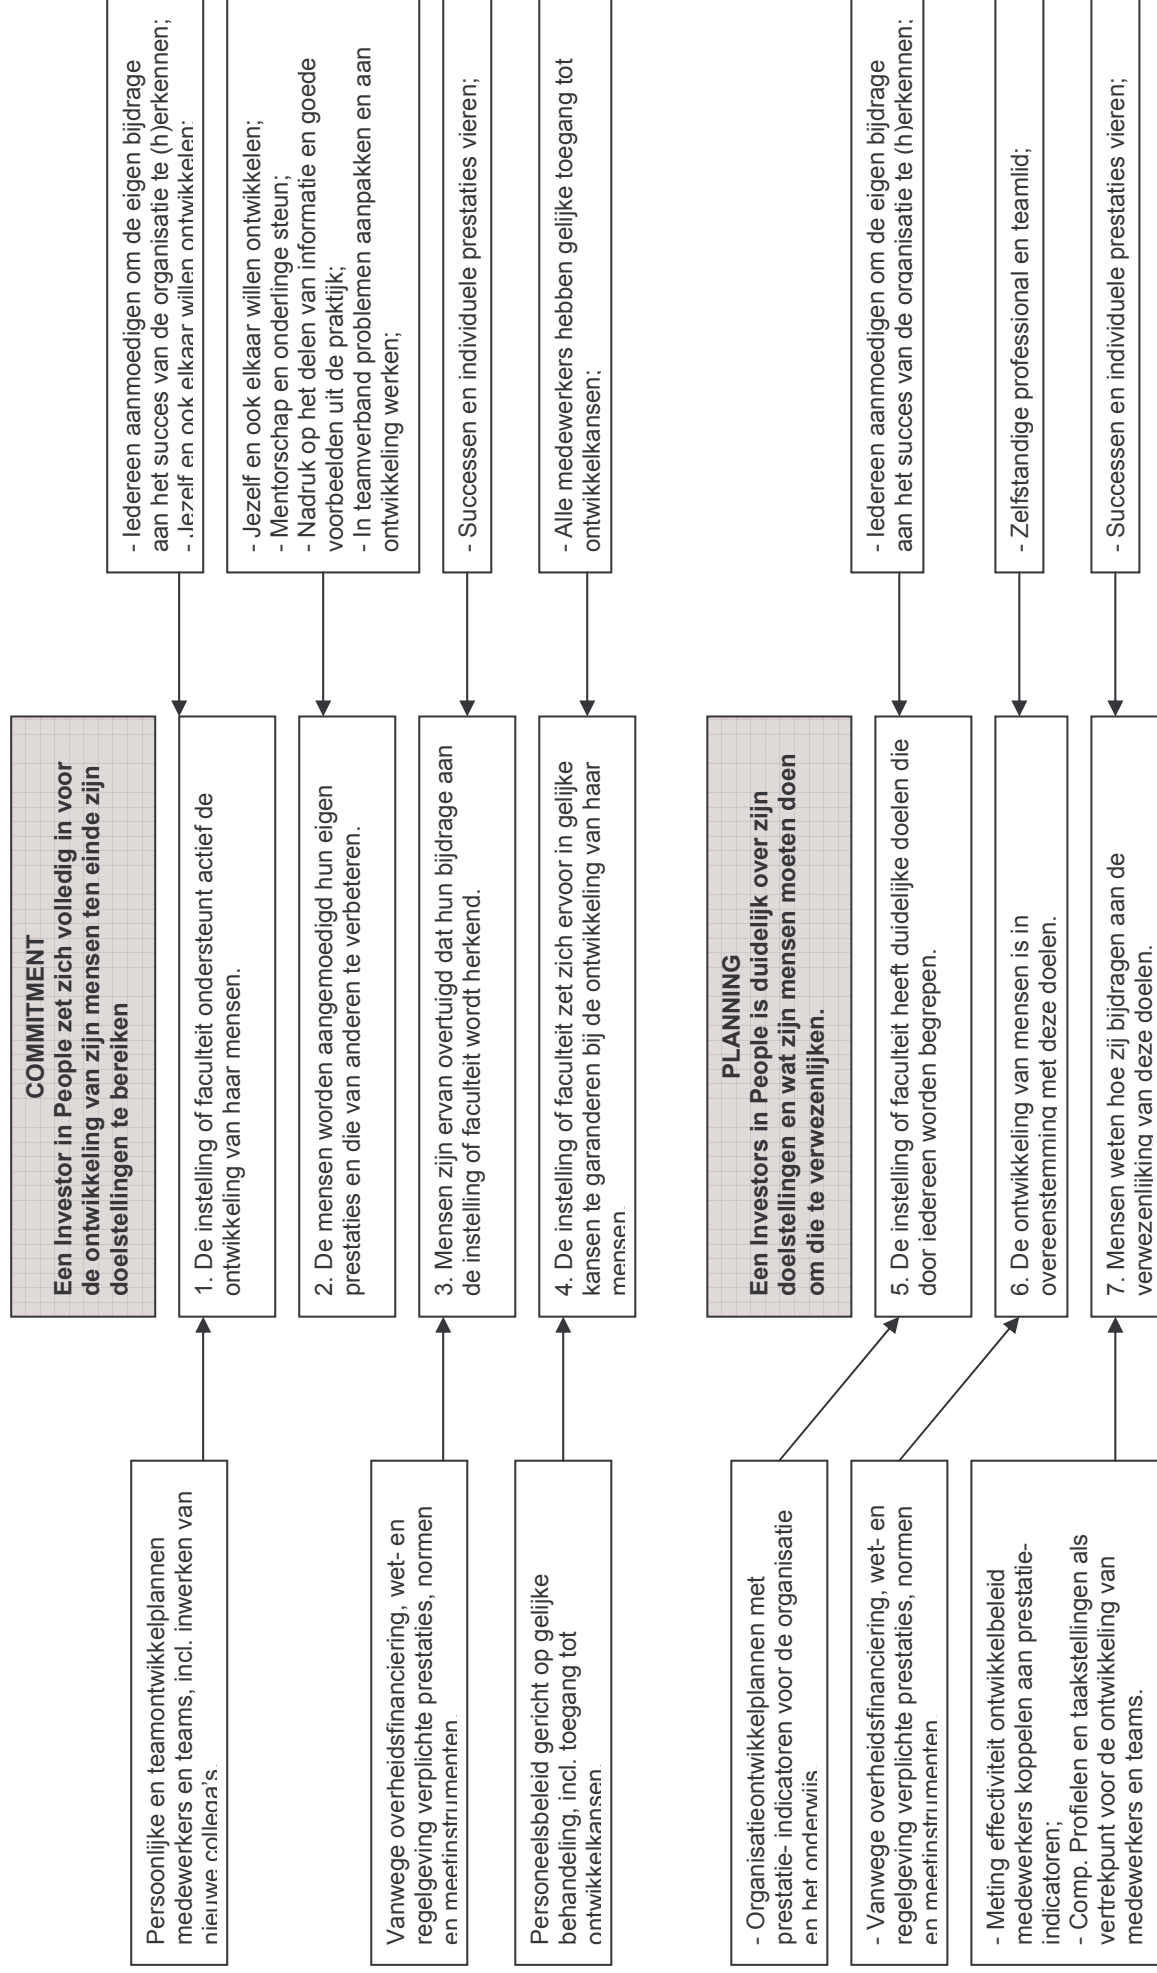 Persoonlijke en teamontwikkelplannen
medewerkers en teams, incl. inwerken van
nieuwe collega's.
Vanwege overheidsfinanciering, wet- en
regelgeving verplichte prestaties, normen
en meetinstrumenten.
Personeelsbeleid gericht op gelijke
behandeling, incl. toegang tot
ontwikkelkansen.
- Organisatieontwikkelplannen met
prestatie- indicatoren voor de organisatie
en het onderwijs
- Vanwege overheidsfinanciering, wet- en
regelgeving verplichte prestaties, normen
en meetinstrumenten
- Meting effectiviteit ontwikkelbeleid
medewerkers koppelen aan prestatie-
indicatoren;
- Comp. Profielen en taakstellingen als
vertrekpunt voor de ontwikkeling van
medewerkers en teams.
COMMITMENT
Een Investor in People zet zich volledig in voor
de ontwikkeling van zijn mensen ten einde zijn
doelstellingen te bereiken
1. De instelling of faculteit ondersteunt actief de
ontwikkeling van haar mensen.
2. De mensen worden aangemoedigd hun eigen
prestaties en die van anderen te verbeteren.
3. Mensen zijn ervan overtuigd dat hun bijdrage aan
de instelling of faculteit wordt herkend.
4. De instelling of faculteit zet zich ervoor in gelijke
kansen te garanderen bij de ontwikkeling van haar
mensen.
PLANNING
Een Investors in People is duidelijk over zijn
doelstellingen en wat zijn mensen moeten doen
om die te verwezenlijken.
5. De instelling of faculteit heeft duidelijke doelen die
door iedereen worden begrepen.
6. De ontwikkeling van mensen is in
overeenstemming met deze doelen.
7. Mensen weten hoe zij bijdragen aan de
verwezenlijking van deze doelen.
- Iedereen aanmoedigen om de eigen bijdrage
aan het succes van de organisatie te (h)erkennen;
- Jezelf en ook elkaar willen ontwikkelen;
- Jezelf en ook elkaar willen ontwikkelen;
- Mentorschap en onderlinge steun;
- Nadruk op het delen van informatie en goede
voorbeelden uit de praktijk;
- In teamverband problemen aanpakken en aan
ontwikkeling werken;
- Successen en individuele prestaties vieren;
- Alle medewerkers hebben gelijke toegang tot
ontwikkelkansen;
- Iedereen aanmoedigen om de eigen bijdrage
aan het succes van de organisatie te (h)erkennen;
- Zelfstandige professional en teamlid;
- Successen en individuele prestaties vieren;